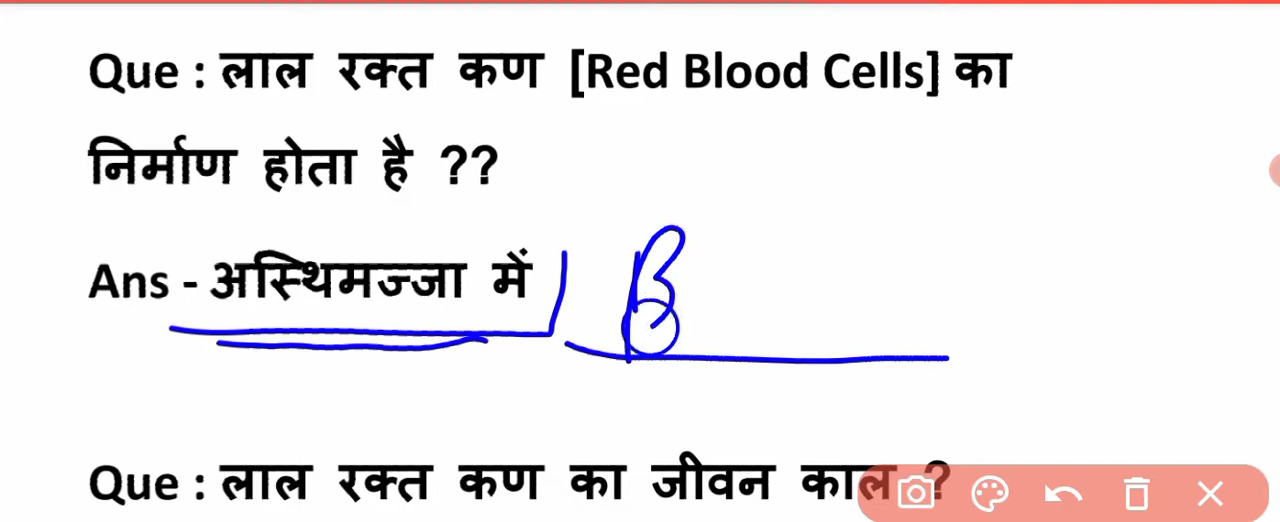 Que : लाल रक्त कण [Red Blood Cells] का
निर्माण होता है ??
Ans - अस्थिमज्जा में B
Que : लाल रक्त कण का जीवन काल ?